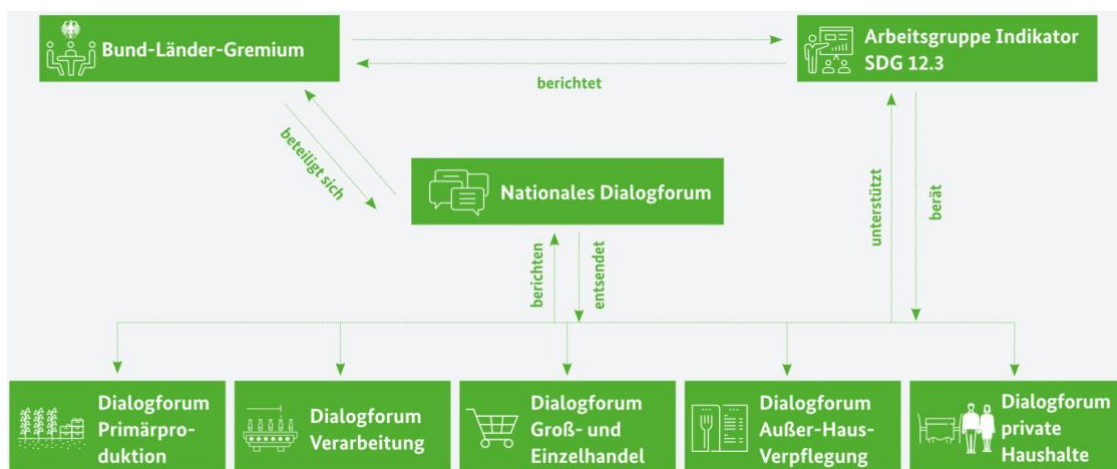 Bund-Länder-Gremium
Arbeitsgruppe Indikator
SDG 12.3
berichtet
beteiligt sich
Nationales Dialogforum
unterstützt
berät
berichten
entsendet
Dialogforum
Primärpro-
duktion
Dialogforum
Verarbeitung
Dialogforum
Groß- und
Einzelhandel
Dialogforum
Außer-Haus-
Verpflegung
Dialogforum
private
Haushalte